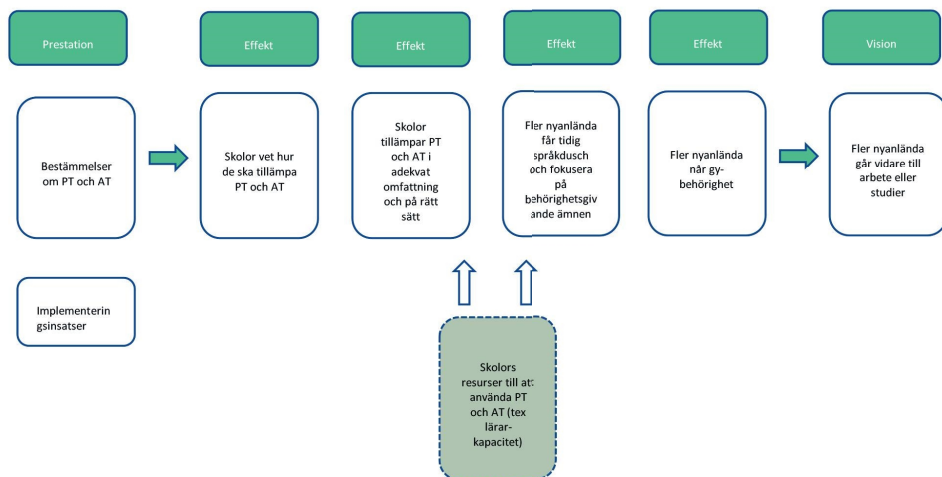 Prestation
Effekt
Effekt
Effekt
Effekt
Vision
Bestämmelser
om PT och AT
Skolor vet hur
de ska tillämpa
PT och AT
Skolor
tillämpar PT
och AT i
adekvat
omfattning
och på rätt
sätt
Fler nyanlända
får tidig
språkdusch
och fokusera
på
behörighetsgiv
ande ämnen
Fler nyanlända
når gy-
behörighet
Fler nyanlända
går vidare till
arbete eller
studier
Implementerin
gsinsatser
Skolors
resurser till att
använda PT
och AT (tex
lärar-
kapacitet)